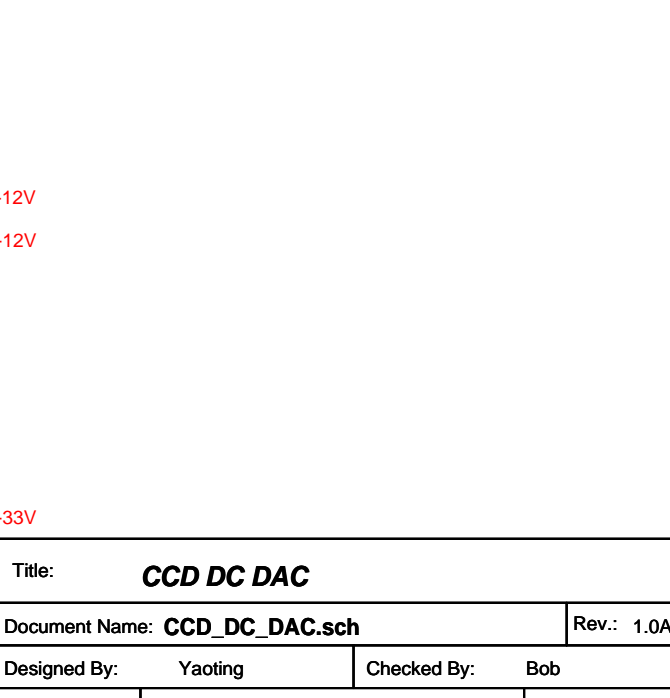 -12V
-12V
-33V
Title: CCD DC DAC
Document Name: CCD_DC_DAC.sch Rev.: 1.0A
Designed By: Yaoting Checked By: Bob